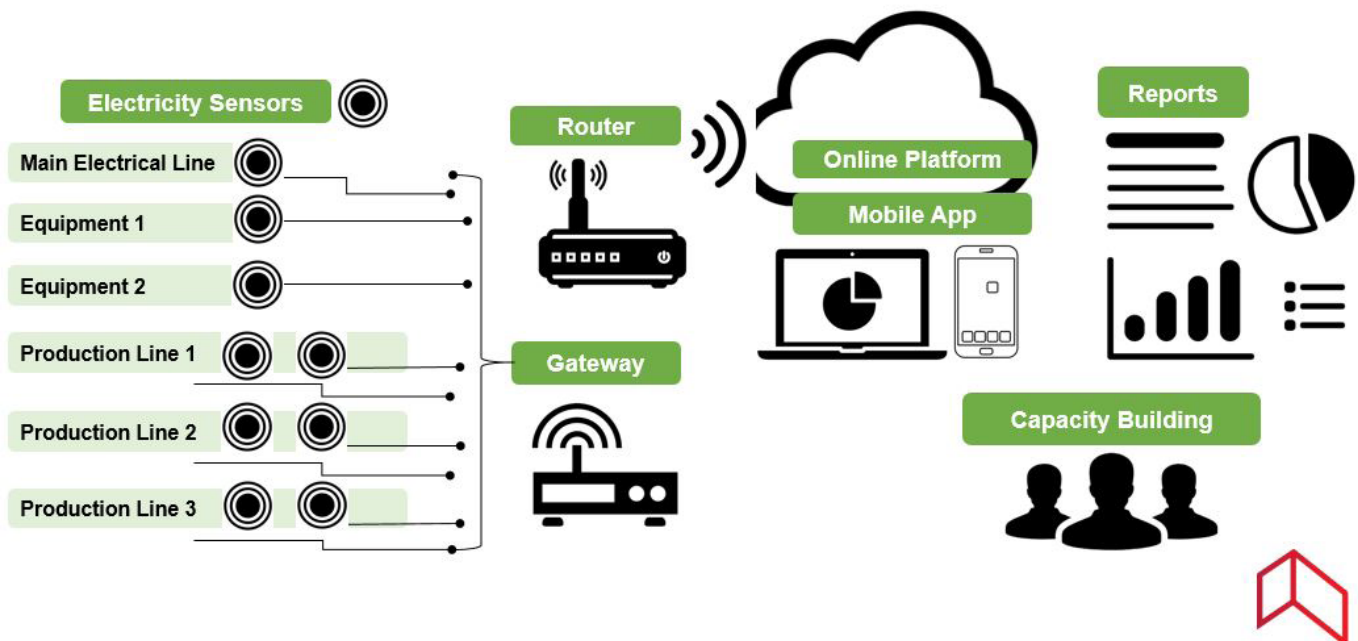 Electricity Sensors
Main Electrical Line
Equipment 1
Equipment 2
Production Line 1
Production Line 2
Production Line 3
Router
Gateway
Online Platform
Mobile App
Reports
Capacity Building